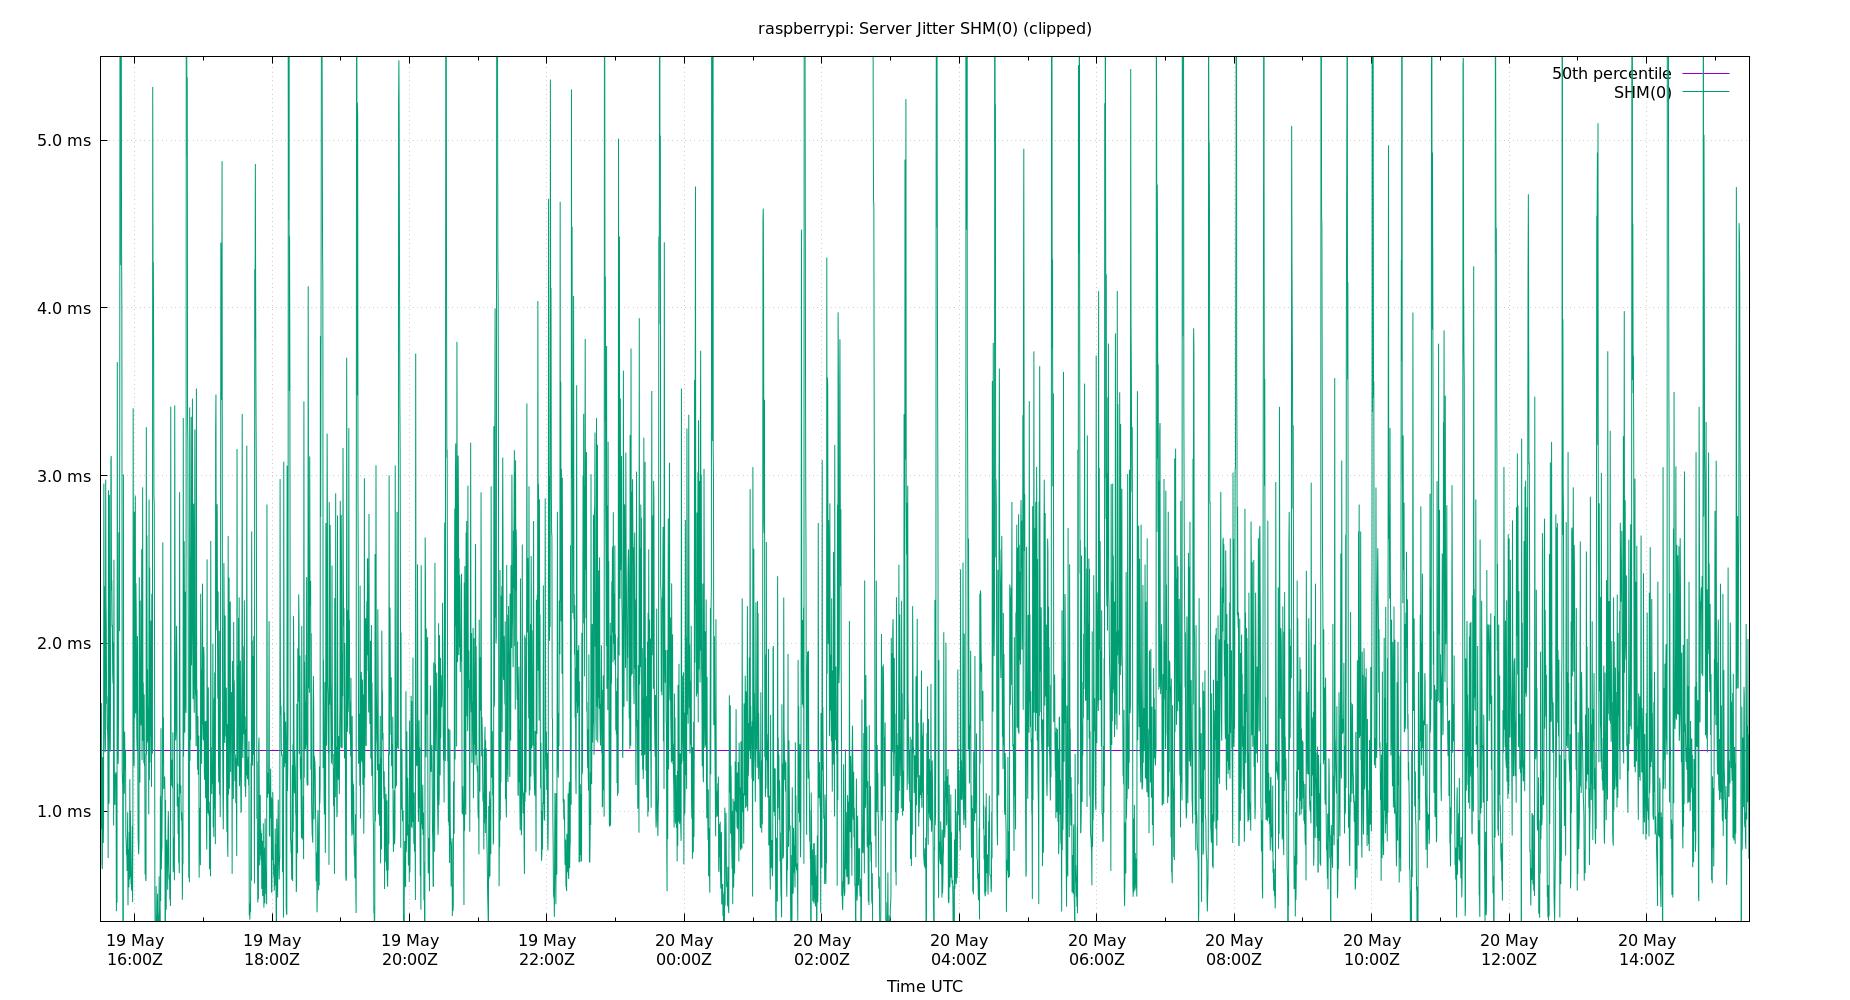 raspberrypi: Server Jitter SHM(0) (clipped)
50th percentile
SHM(0)
5.0 ms
4.0 ms
3.0 ms
2.0 ms
1.0 ms
19 May 19 May 19 May 19 May 20 May 20 May 20 May 20 May 20 May 20 May 20 May 20 May
16:00Z 18:00Z 20:00Z 22:00Z 00:00Z 02:00Z 04:00Z 06:00Z 08:00Z 10:00Z 12:00Z 14:00Z
Time UTC